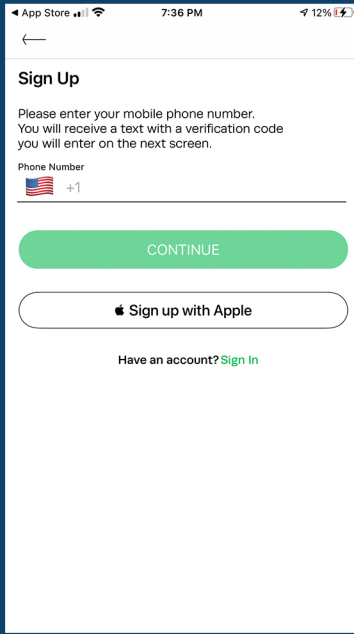 App Store 7:36 PM 12%
Sign Up
Please enter your mobile phone number.
You will receive a text with a verification code
you will enter on the next screen.
Phone Number
+1
CONTINUE
Sign up with Apple
Have an account? Sign In